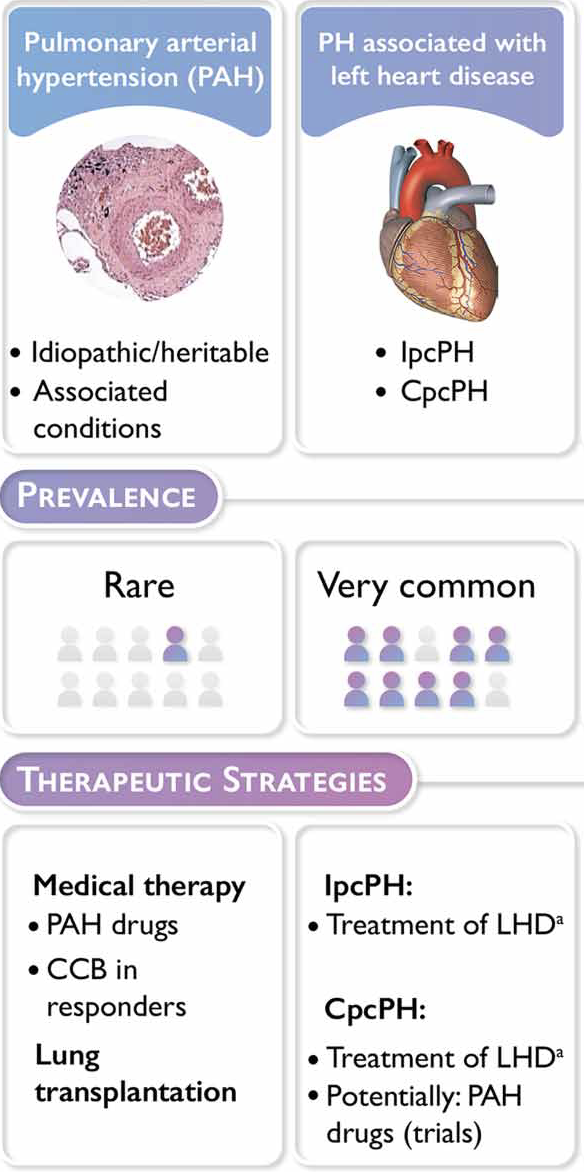 Pulmonary arterial
hypertension (PAH)
• Idiopathic/heritable
• Associated
conditions
PH associated with
left heart disease
• IpcPH
• CpcPH
PREVALENCE
Rare
Very common
THERAPEUTIC STRATEGIES
Medical therapy
• PAH drugs
• CCB in
responders
Lung
transplantation
IpcPH:
• Treatment of LHDᵃ
CpcPH:
• Treatment of LHDᵃ
• Potentially: PAH
drugs (trials)